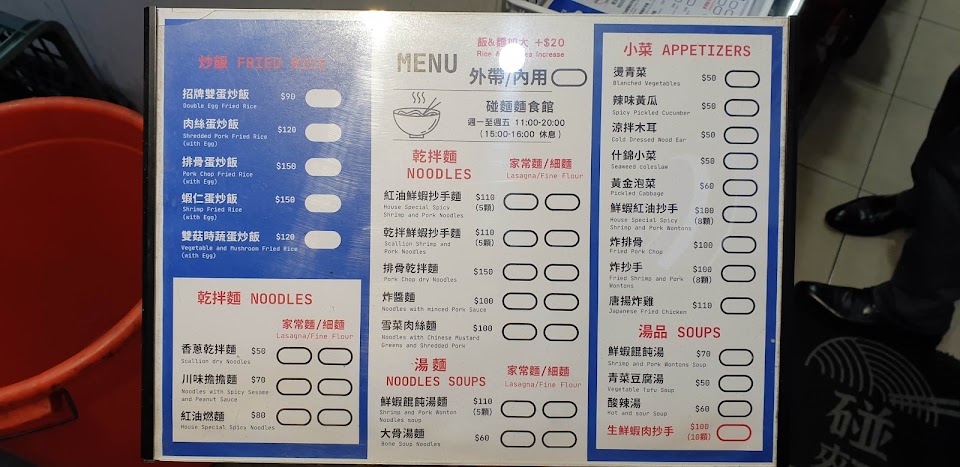 炒飯 FRIED RICE
招牌雙蛋炒飯 $90
Double Egg Fried Rice
肉絲蛋炒飯 $120
Shredded Pork Fried Rice
(with Egg)
排骨蛋炒飯 $150
Pork Chop Fried Rice
(with Egg)
蝦仁蛋炒飯 $150
Shrimp Fried Rice
(with Egg)
雙菇時蔬蛋炒飯 $120
Vegetable and Mushroom Fried Rice
(with Egg)
乾拌麵 NOODLES
家常麵/細麵
Lasagna/Fine Flour
香蔥乾拌麵 $50
Scallion dry Noodles
川味擔擔麵 $70
Noodles with Spicy Sesame
and Peanut Sauce
紅油燃麵 $80
House Special Spicy Noodles
MENU
飯&麵加大 +$20
Rice & Noodles Increase
外帶/內用
碰麵麵食館
週一至週五 11:00-20:00
(15:00-16:00 休息)
乾拌麵
NOODLES
家常麵/細麵
Lasagna/Fine Flour
紅油鮮蝦抄手麵 $110
House Special Spicy (5顆)
Shrimp and Pork Noodles
乾拌鮮蝦抄手麵 $110
Scallion Shrimp and (5顆)
Pork Noodles
排骨乾拌麵 $150
Pork Chop dry Noodles
炸醬麵 $100
Noodles with minced Pork Sauce
雪菜肉絲麵 $100
Noodles with Chinese Mustard
Greens and Shredded Pork
湯麵
NOODLES SOUPS
家常麵/細麵
Lasagna/Fine Flour
鮮蝦餛飩湯麵 $110
Shrimp and Pork Wonton (5顆)
Noodles soup
大骨湯麵 $60
Bone Soup Noodles
小菜 APPETIZERS
燙青菜 $50
Blanched Vegetables
辣味黃瓜 $50
Spicy Pickled Cucumber
涼拌木耳 $50
Cold Dressed Wood Ear
什錦小菜 $50
Seaweed coleslaw
黃金泡菜 $60
Pickled Cabbage
鮮蝦紅油抄手 $100
House Special Spicy (8顆)
Shrimp and Pork Wontons
炸排骨 $100
Fried Pork Chop
炸抄手 $100
Fried Shrimp and Pork (8顆)
Wontons
唐揚炸雞 $110
Japanese Fried Chicken
湯品 SOUPS
鮮蝦餛飩湯 $70
Shrimp and Pork Wonton Soup
青菜豆腐湯 $50
Vegetable Tofu Soup
酸辣湯 $60
Hot and sour Soup
生鮮蝦肉抄手 $100
(10顆)
碰